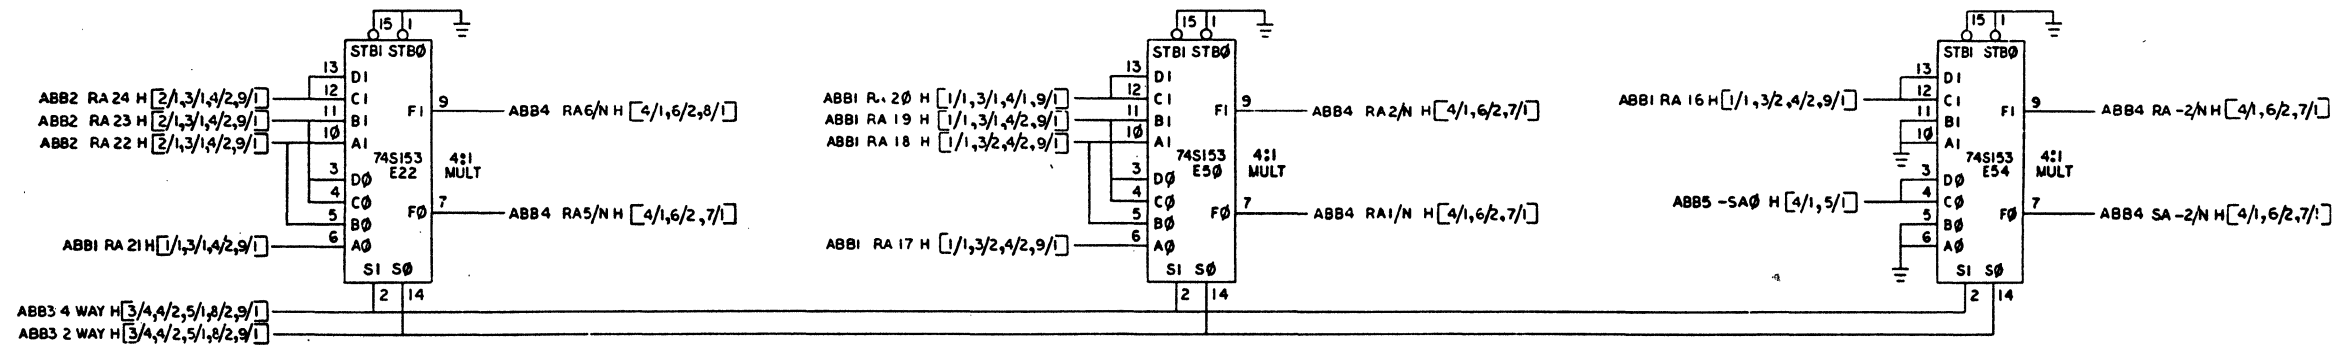 15 1 15 1 15 1
STB1 STBØ STB1 STBØ STB1 STBØ
13 D1 13 D1 13 D1
ABB2 RA 24 H [2/1,3/1,4/2,9/1] 12 C1 F1 9 ABB4 RA6/N H [4/1,6/2,8/1]
ABB2 RA 23 H [2/1,3/1,4/2,9/1] 11 B1
ABB2 RA 22 H [2/1,3/1,4/2,9/1] 10 A1
74S153 4:1
E22 MULT
3 DØ
4 CØ
5 BØ FØ 7 ABB4 RA5/N H [4/1,6/2,7/1]
ABB1 RA 21 H [1/1,3/1,4/2,9/1] 6 AØ
S1 SØ
2 14
ABB1 2Ø H [1/1,3/1,4/1,9/1] 12 C1 F1 9 ABB4 RA2/N H [4/1,6/2,7/1]
ABB1 RA 19 H [1/1,3/1,4/2,9/1] 11 B1
ABB1 RA 18 H [1/1,3/2,4/2,9/1] 10 A1
74S153 4:1
E5Ø MULT
3 DØ
4 CØ
5 BØ FØ 7 ABB4 RA1/N H [4/1,6/2,7/1]
ABB1 RA 17 H [1/1,3/2,4/2,9/1] 6 AØ
S1 SØ
2 14
ABB1 RA 16 H [1/1,3/2,4/2,9/1] 12 C1 F1 9 ABB4 RA -2/N H [4/1,6/2,7/1]
11 B1
10 A1
74S153 4:1
E54 MULT
3 DØ
ABB5 -SAØ H [4/1,5/1] 4 CØ
5 BØ FØ 7 ABB4 SA -2/N H [4/1,6/2,7/1]
6 AØ
S1 SØ
2 14
ABB3 4 WAY H [3/4,4/2,5/1,8/2,9/1]
ABB3 2 WAY H [3/4,4/2,5/1,8/2,9/1]